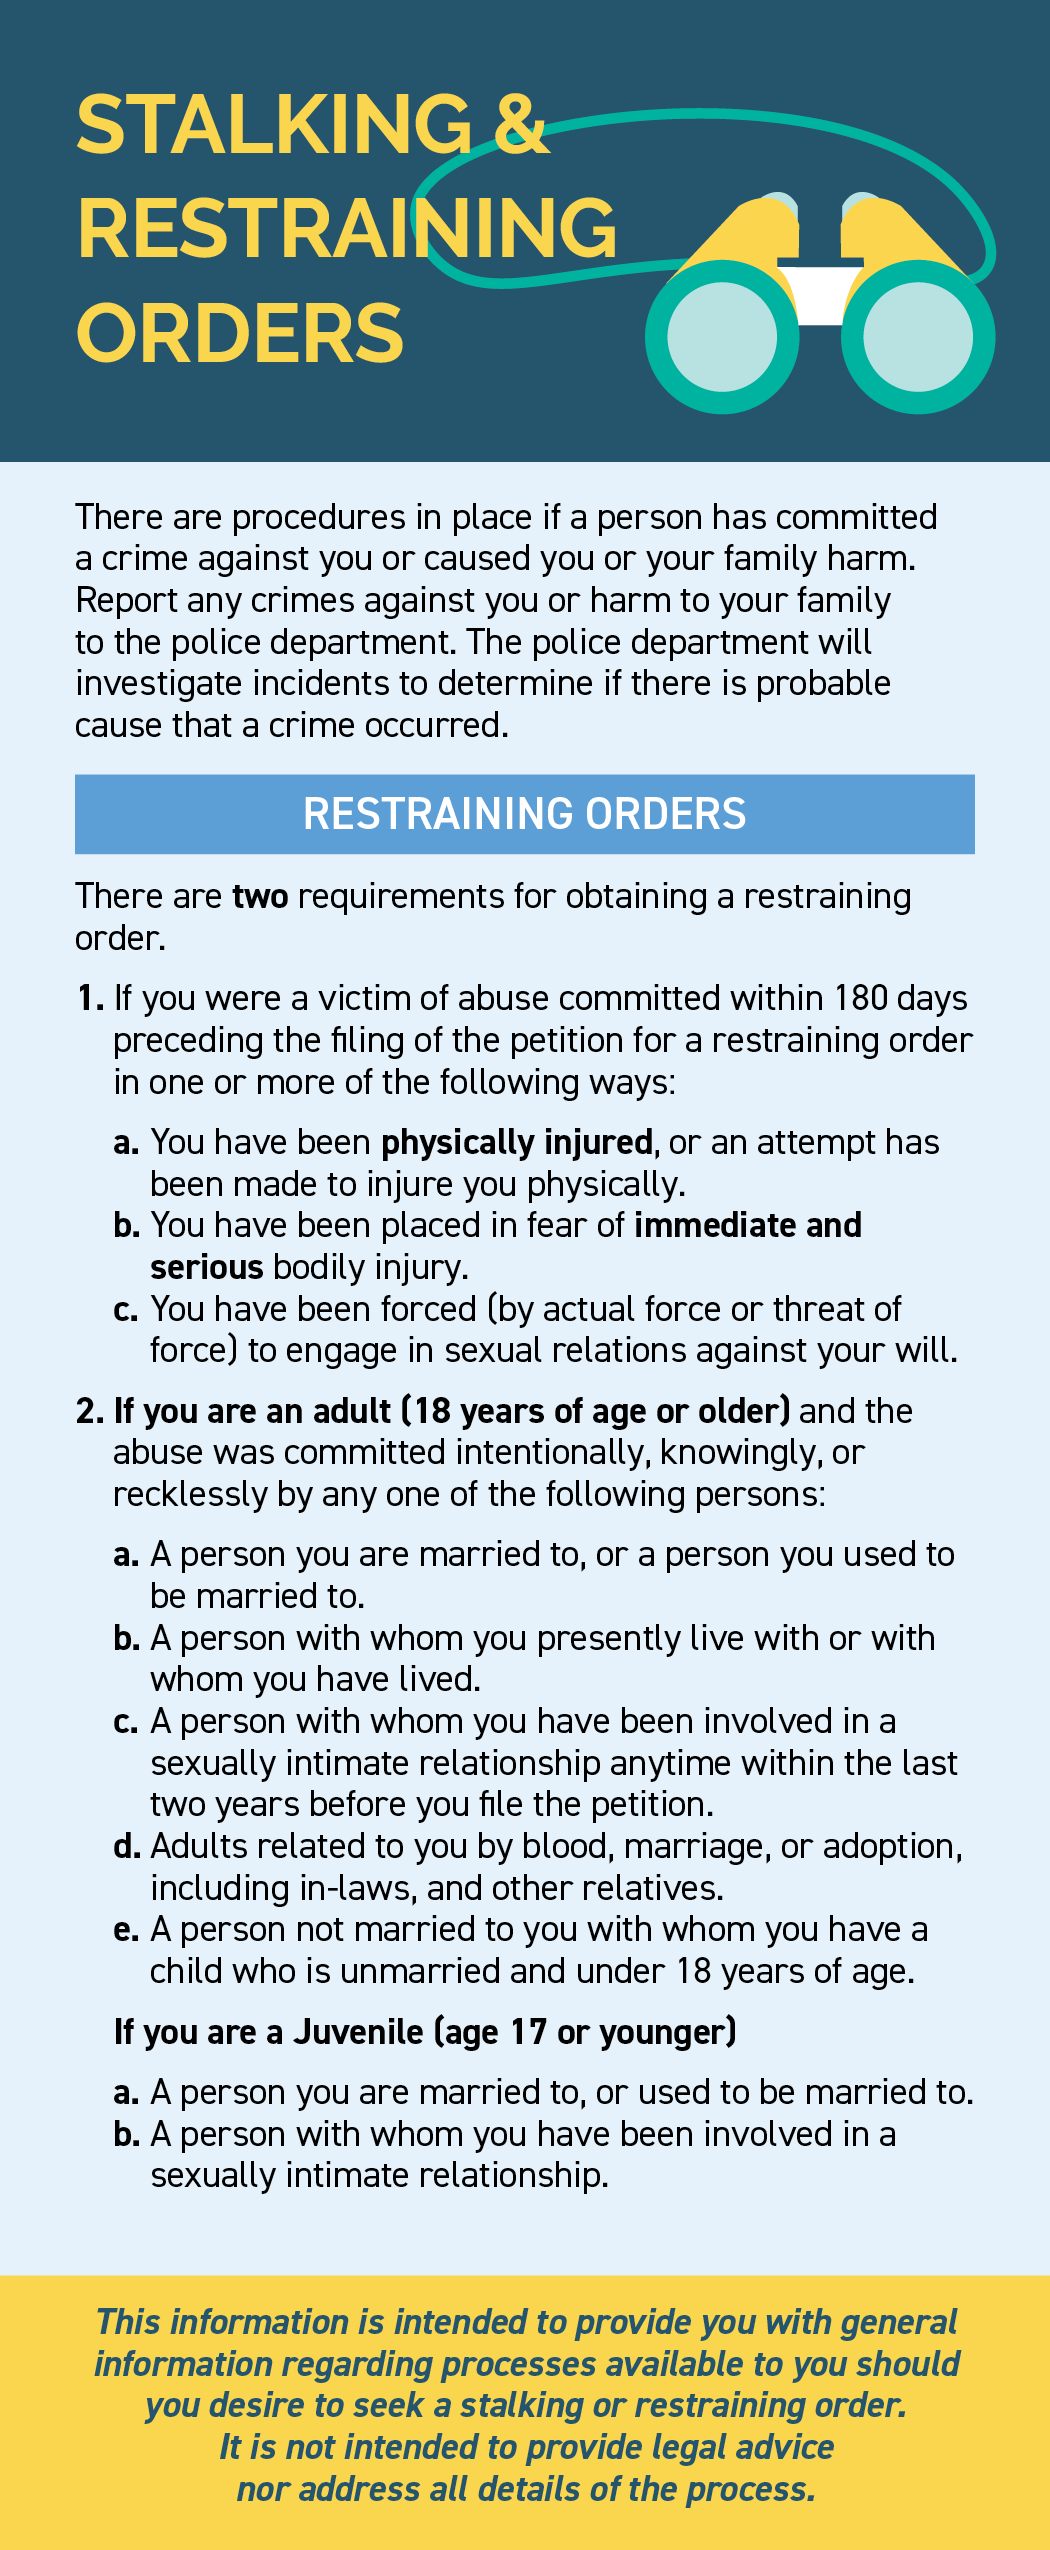 STALKING &
RESTRAINING
ORDERS
There are procedures in place if a person has committed
a crime against you or caused you or your family harm.
Report any crimes against you or harm to your family
to the police department. The police department will
investigate incidents to determine if there is probable
cause that a crime occurred.
RESTRAINING ORDERS
There are two requirements for obtaining a restraining
order.
1. If you were a victim of abuse committed within 180 days
preceding the filing of the petition for a restraining order
in one or more of the following ways:
a. You have been physically injured, or an attempt has
been made to injure you physically.
b. You have been placed in fear of immediate and
serious bodily injury.
c. You have been forced (by actual force or threat of
force) to engage in sexual relations against your will.
2. If you are an adult (18 years of age or older) and the
abuse was committed intentionally, knowingly, or
recklessly by any one of the following persons:
a. A person you are married to, or a person you used to
be married to.
b. A person with whom you presently live with or with
whom you have lived.
c. A person with whom you have been involved in a
sexually intimate relationship anytime within the last
two years before you file the petition.
d. Adults related to you by blood, marriage, or adoption,
including in-laws, and other relatives.
e. A person not married to you with whom you have a
child who is unmarried and under 18 years of age.
If you are a Juvenile (age 17 or younger)
a. A person you are married to, or used to be married to.
b. A person with whom you have been involved in a
sexually intimate relationship.
This information is intended to provide you with general
information regarding processes available to you should
you desire to seek a stalking or restraining order.
It is not intended to provide legal advice
nor address all details of the process.